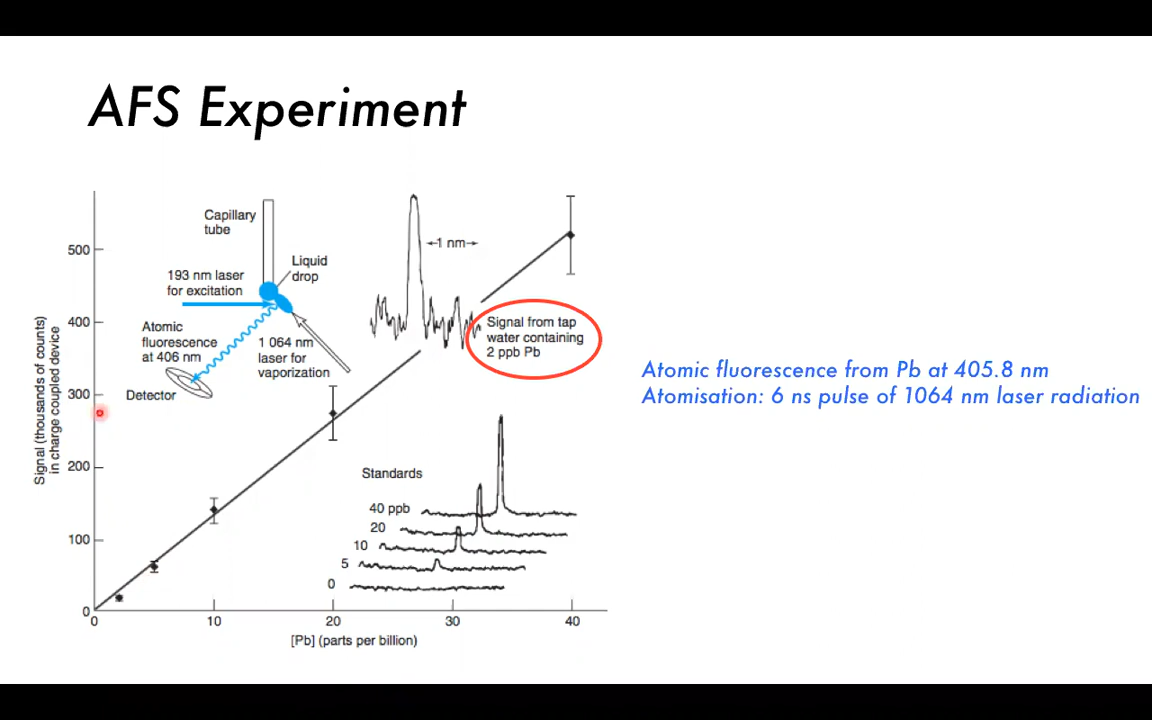 AFS Experiment
Capillary
tube
Liquid
drop
193 nm laser
for excitation
Atomic
fluorescence
at 406 nm
1 064 nm
laser for
vaporization
Detector
1 nm
Signal from tap
water containing
2 ppb Pb
Atomic fluorescence from Pb at 405.8 nm
Atomisation: 6 ns pulse of 1064 nm laser radiation
Standards
40 ppb
20
10
5
0
Signal (thousands of counts)
in charge coupled device
500
400
300
200
100
0
0 10 20 30 40
[Pb] (parts per billion)